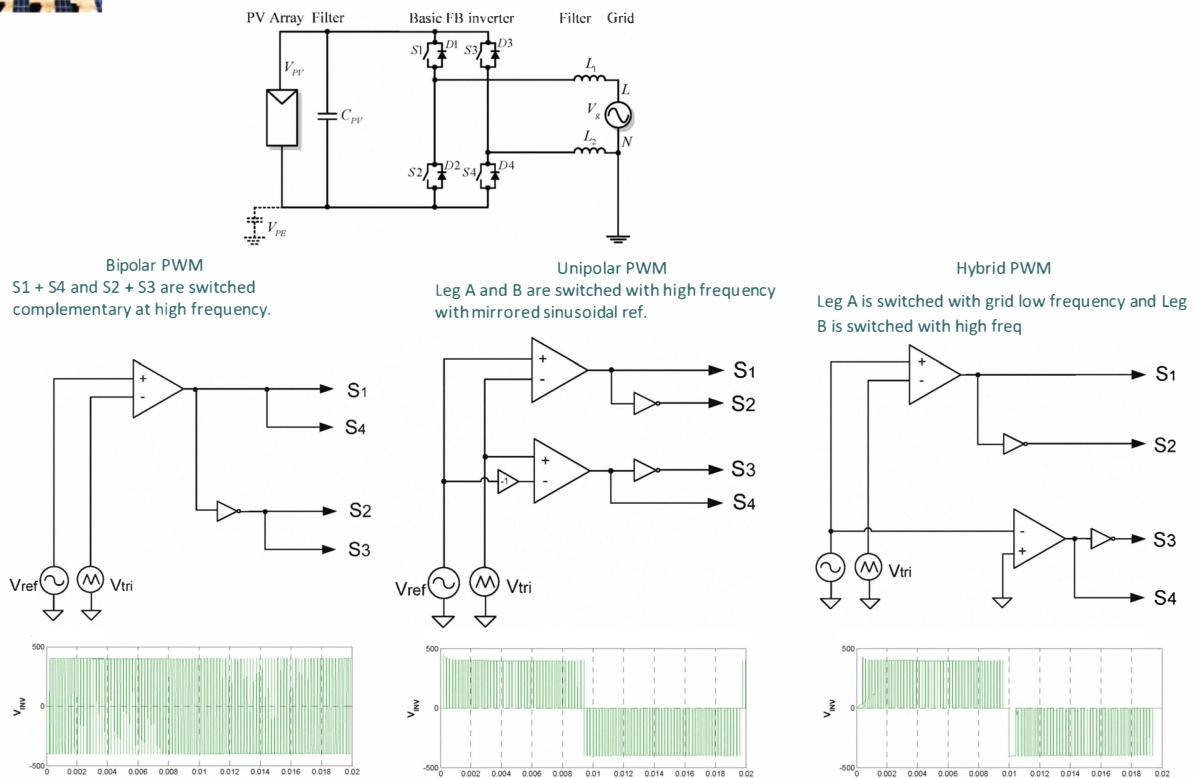 PV Array Filter Basic FB inverter Filter Grid
S1 D1 S3 D3
V_PV
L_1
L
C_PV
V_g
L_2
N
S2 D2 S4 D4
V_PE
Bipolar PWM
S1 + S4 and S2 + S3 are switched
complementary at high frequency.
+
-
S1
S4
S2
S3
Vref
Vtri
500
0
-500
V_INV
0 0.002 0.004 0.006 0.008 0.01 0.012 0.014 0.016 0.018 0.02
Unipolar PWM
Leg A and B are switched with high frequency
with mirrored sinusoidal ref.
+
-
S1
S2
+
-1
-
S3
S4
Vref
Vtri
500
0
-500
V_INV
0 0.002 0.004 0.006 0.008 0.01 0.012 0.014 0.016 0.018 0.02
Hybrid PWM
Leg A is switched with grid low frequency and Leg
B is switched with high freq
+
-
S1
S2
-
+
S3
S4
Vtri
500
0
-500
V_INV
0 0.002 0.004 0.006 0.008 0.01 0.012 0.014 0.016 0.018 0.02